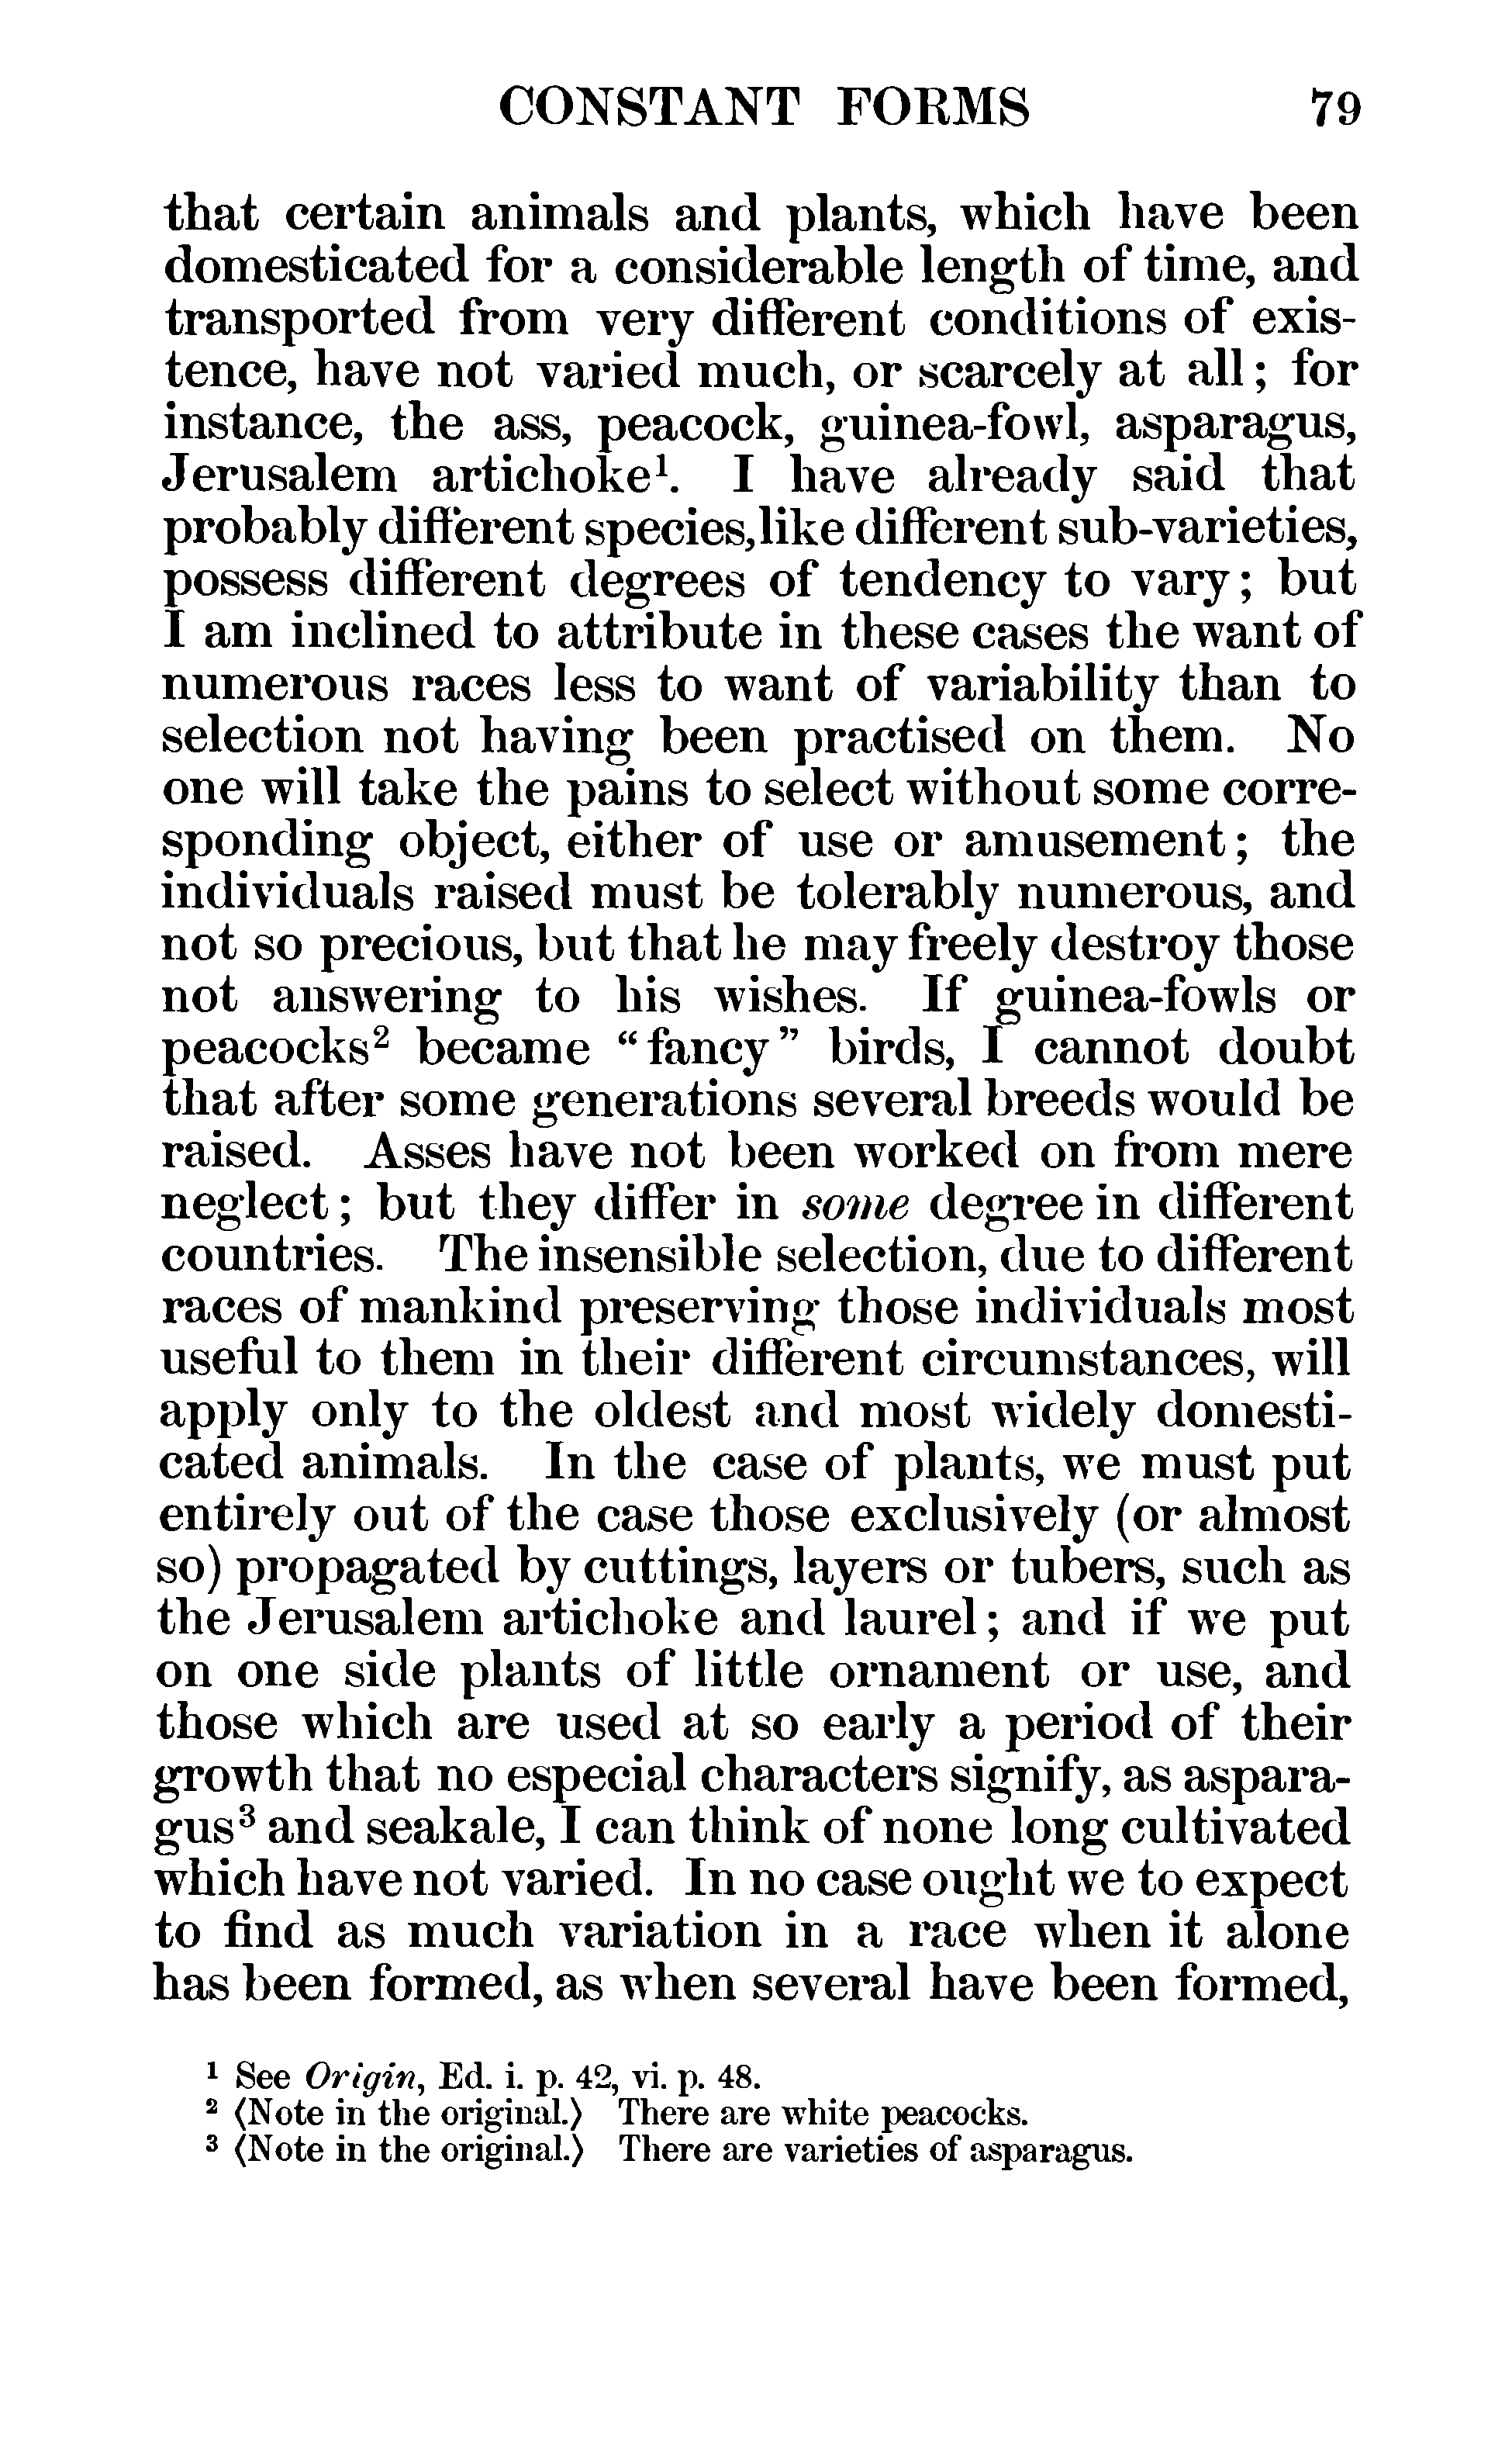 CONSTANT FORMS 79
that certain animals and plants, which have been
domesticated for a considerable length of time, and
transported from very different conditions of exis-
tence, have not varied much, or scarcely at all; for
instance, the ass, peacock, guinea-fowl, asparagus,
Jerusalem artichoke¹. I have already said that
probably different species, like different sub-varieties,
possess different degrees of tendency to vary; but
I am inclined to attribute in these cases the want of
numerous races less to want of variability than to
selection not having been practised on them. No
one will take the pains to select without some corre-
sponding object, either of use or amusement; the
individuals raised must be tolerably numerous, and
not so precious, but that he may freely destroy those
not answering to his wishes. If guinea-fowls or
peacocks² became “fancy” birds, I cannot doubt
that after some generations several breeds would be
raised. Asses have not been worked on from mere
neglect; but they differ in some degree in different
countries. The insensible selection, due to different
races of mankind preserving those individuals most
useful to them in their different circumstances, will
apply only to the oldest and most widely domesti-
cated animals. In the case of plants, we must put
entirely out of the case those exclusively (or almost
so) propagated by cuttings, layers or tubers, such as
the Jerusalem artichoke and laurel; and if we put
on one side plants of little ornament or use, and
those which are used at so early a period of their
growth that no especial characters signify, as aspara-
gus³ and seakale, I can think of none long cultivated
which have not varied. In no case ought we to expect
to find as much variation in a race when it alone
has been formed, as when several have been formed,
¹ See Origin, Ed. i. p. 42, vi. p. 48.
² ⟨Note in the original.⟩ There are white peacocks.
³ ⟨Note in the original.⟩ There are varieties of asparagus.